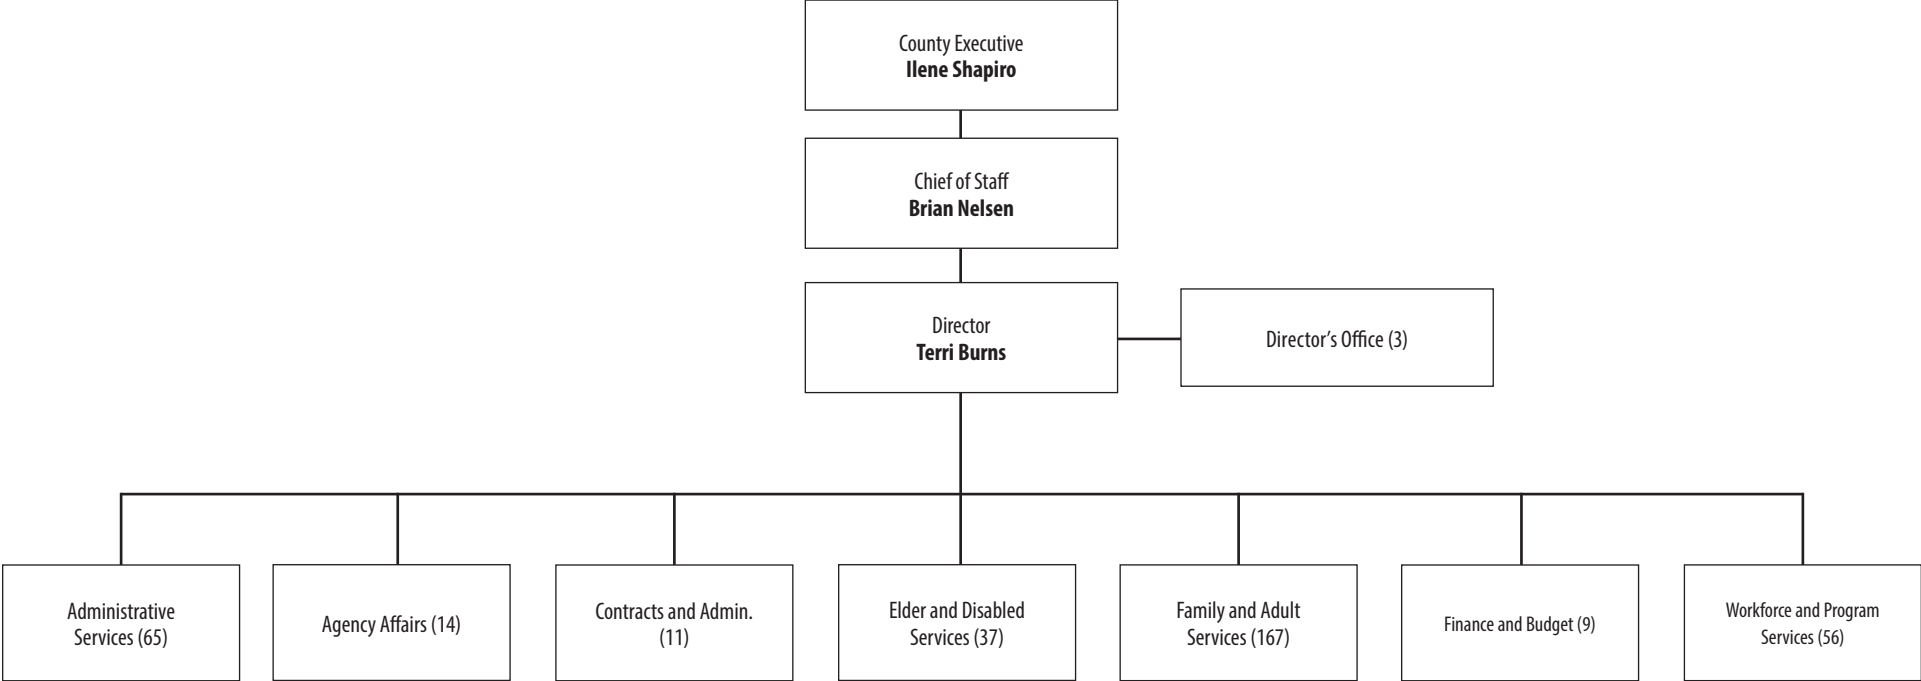 County Executive
Ilene Shapiro
Chief of Staff
Brian Nelsen
Director
Terri Burns
Director’s Office (3)
Administrative
Services (65)
Agency Affairs (14)
Contracts and Admin.
(11)
Elder and Disabled
Services (37)
Family and Adult
Services (167)
Finance and Budget (9)
Workforce and Program
Services (56)